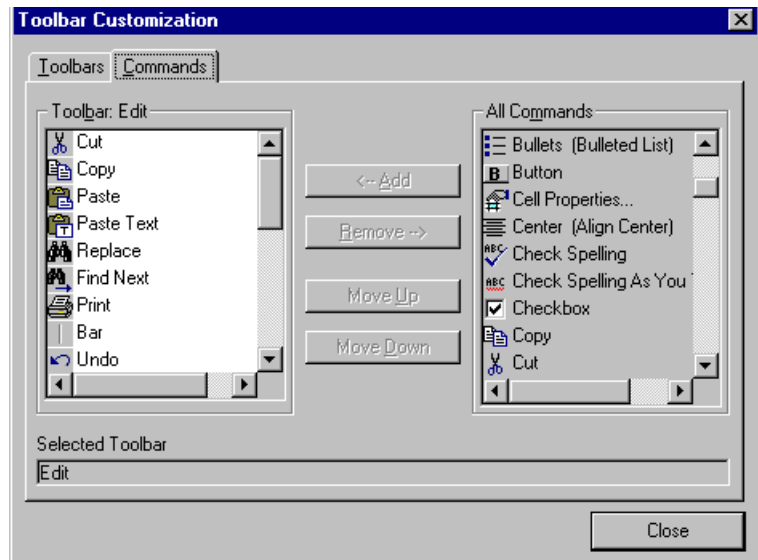 Toolbar Customization
Toolbars
Commands
Toolbar: Edit
Cut
Copy
Paste
Paste Text
Replace
Find Next
Print
Bar
Undo
<-- Add
Remove -->
Move Up
Move Down
All Commands
Bullets (Bulleted List)
B Button
Cell Properties...
Center (Align Center)
ABC Check Spelling
ABC Check Spelling As You
Checkbox
Copy
Cut
Selected Toolbar
Edit
Close